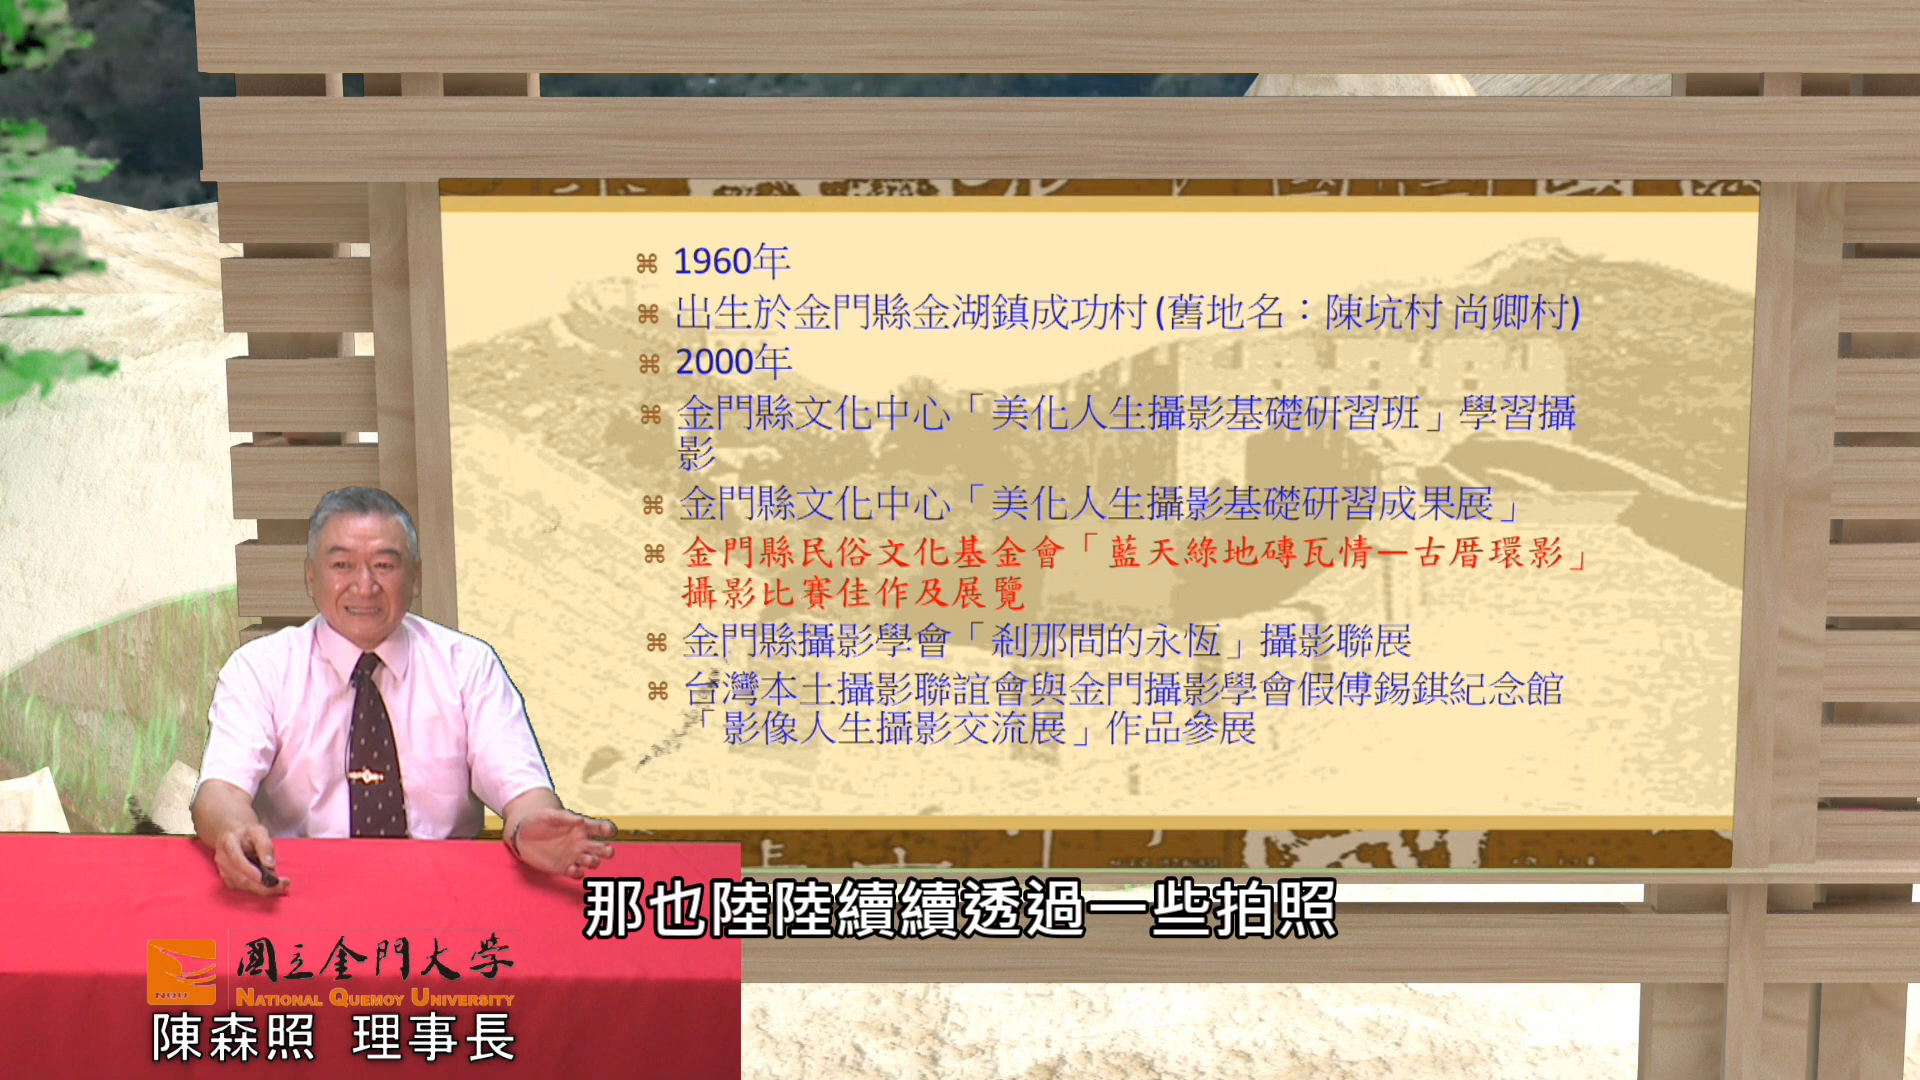 1960年
出生於金門縣金湖鎮成功村(舊地名：陳坑村 尚卿村)
2000年
金門縣文化中心「美化人生攝影基礎研習班」學習攝
影
金門縣文化中心「美化人生攝影基礎研習成果展」
金門縣民俗文化基金會「藍天綠地磚瓦情—古厝環影」
攝影比賽佳作及展覽
金門縣攝影學會「剎那間的永恆」攝影聯展
台灣本土攝影聯誼會與金門攝影學會假傅錫錤紀念館
「影像人生攝影交流展」作品參展
那也陸陸續續透過一些拍照
國立金門大學
NQU
NATIONAL QUEMOY UNIVERSITY
陳森照 理事長